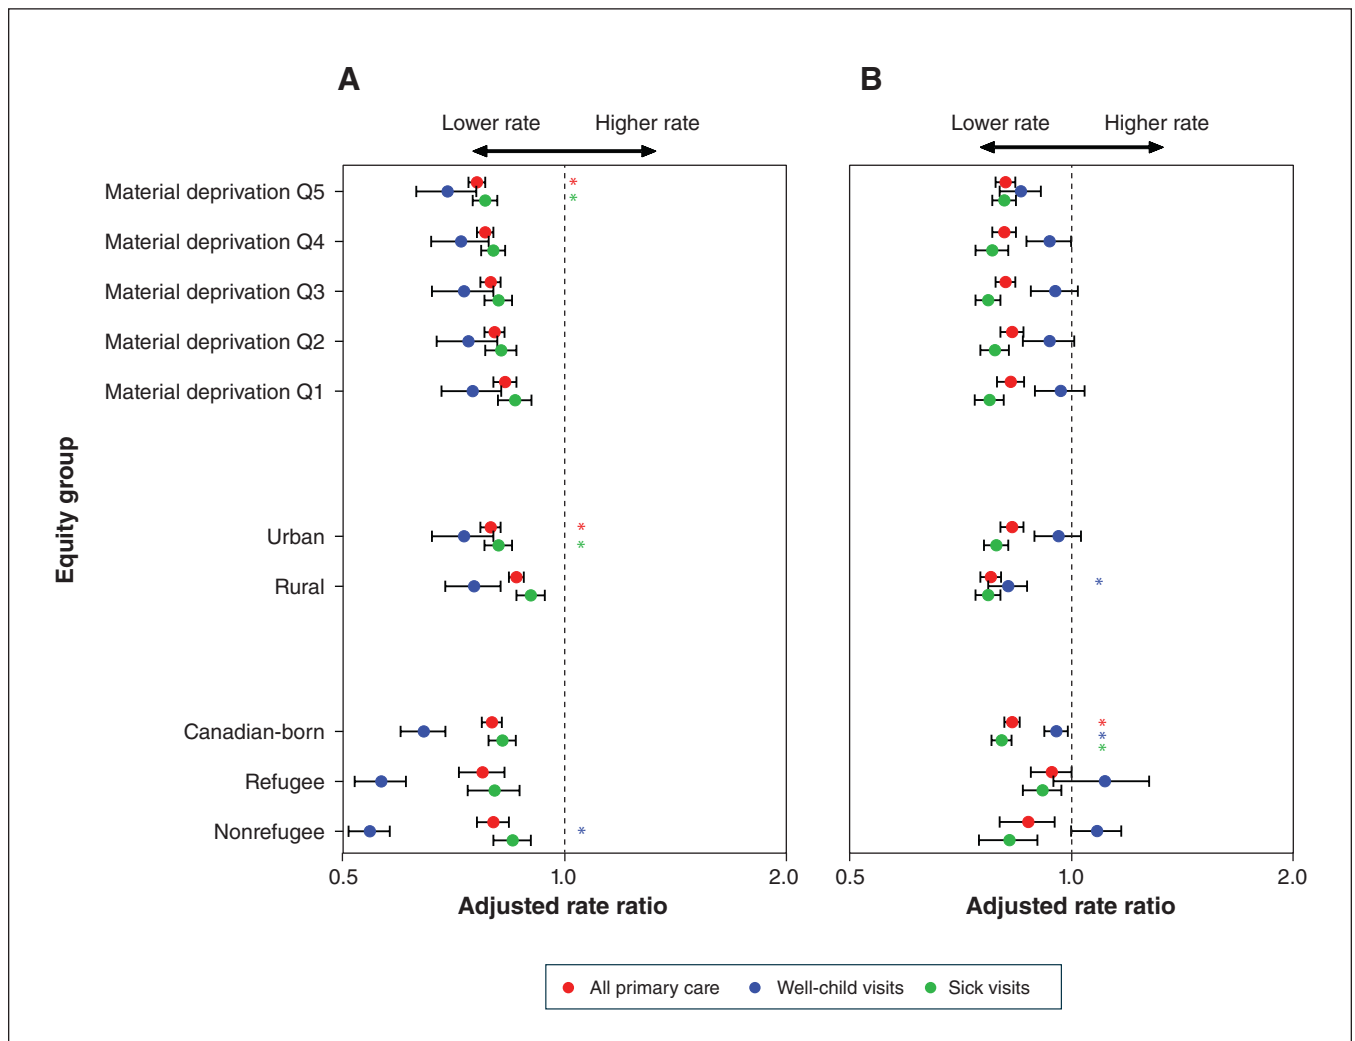 A
B
Lower rate
Higher rate
Lower rate
Higher rate
Equity group
Material deprivation Q5
*
*
Material deprivation Q4
Material deprivation Q3
Material deprivation Q2
Material deprivation Q1
Urban
*
*
Rural
*
Canadian-born
*
*
*
Refugee
Nonrefugee
*
0.5
1.0
2.0
0.5
1.0
2.0
Adjusted rate ratio
Adjusted rate ratio
All primary care
Well-child visits
Sick visits